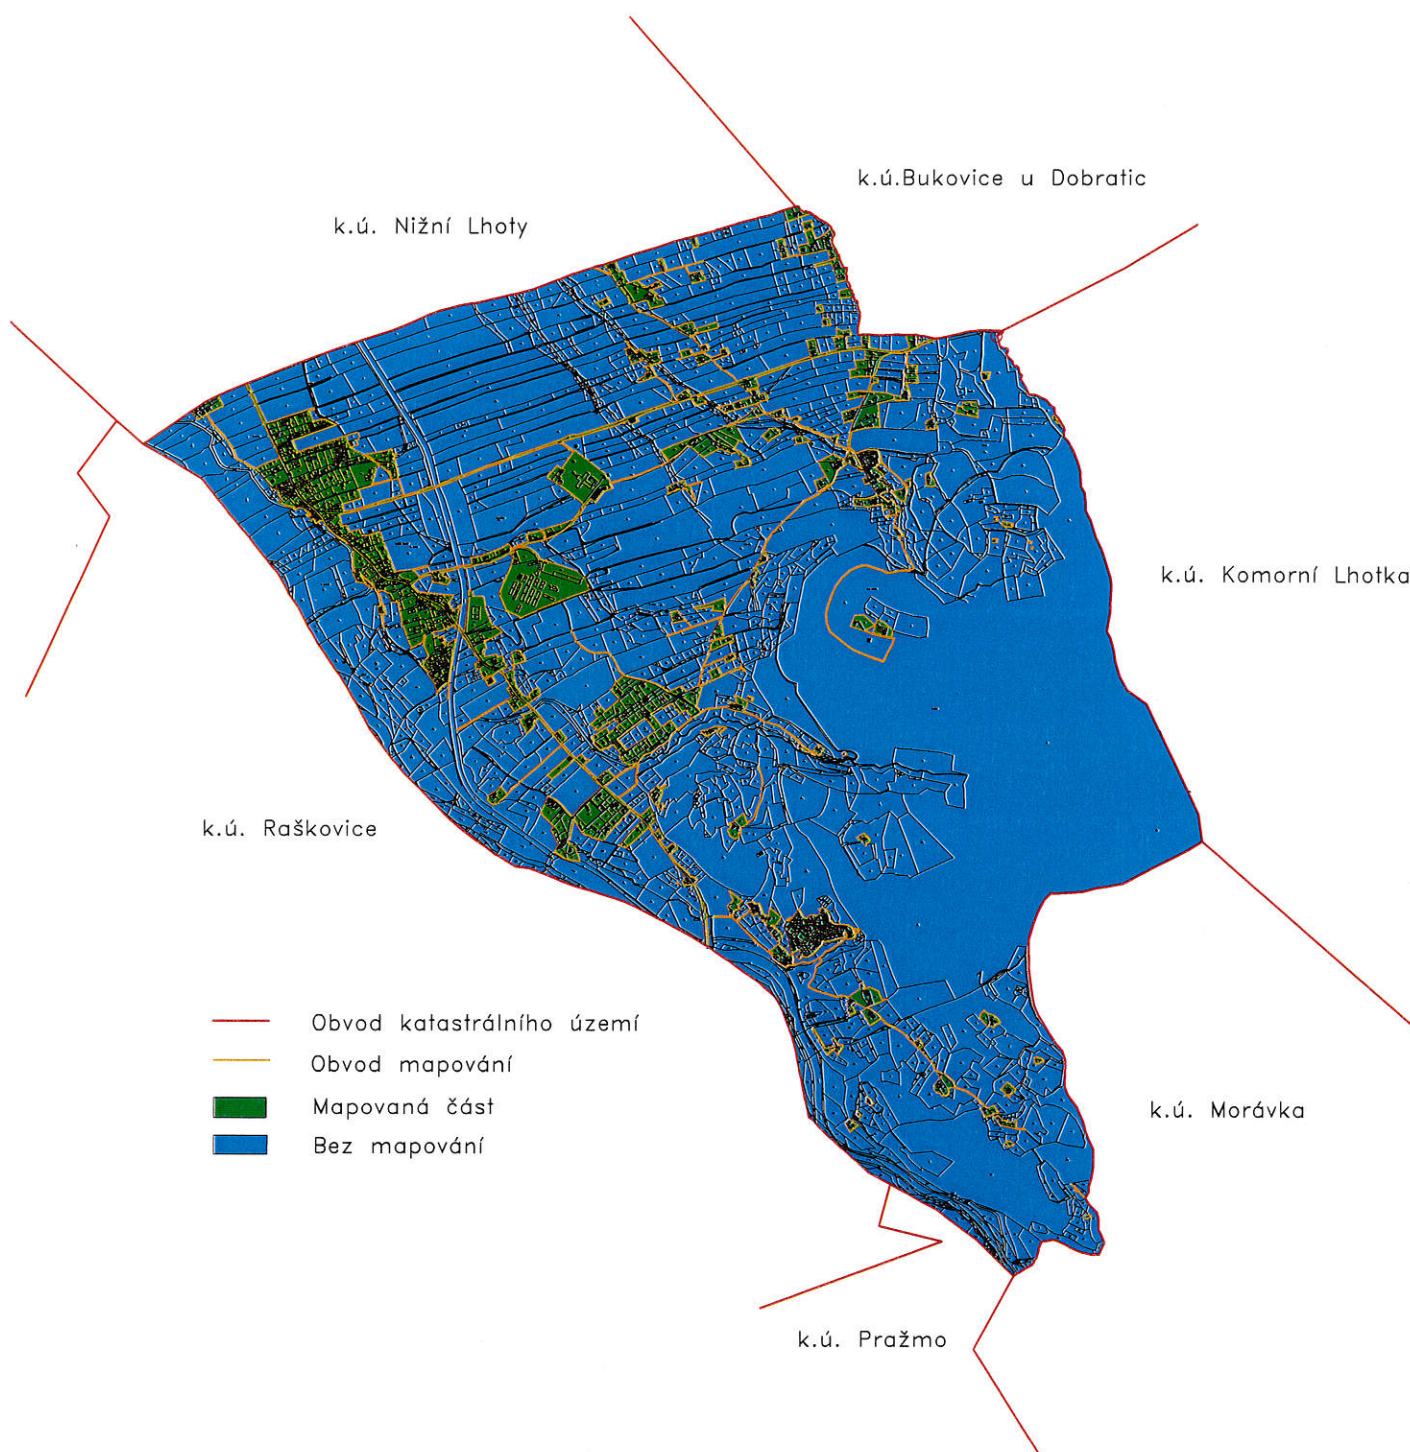 k.ú.Bukovice u Dobratic
k.ú. Nižní Lhoty
k.ú. Komorní Lhotka
k.ú. Raškovice
Obvod katastrálního území
Obvod mapování
Mapovaná část
Bez mapování
k.ú. Morávka
k.ú. Pražmo